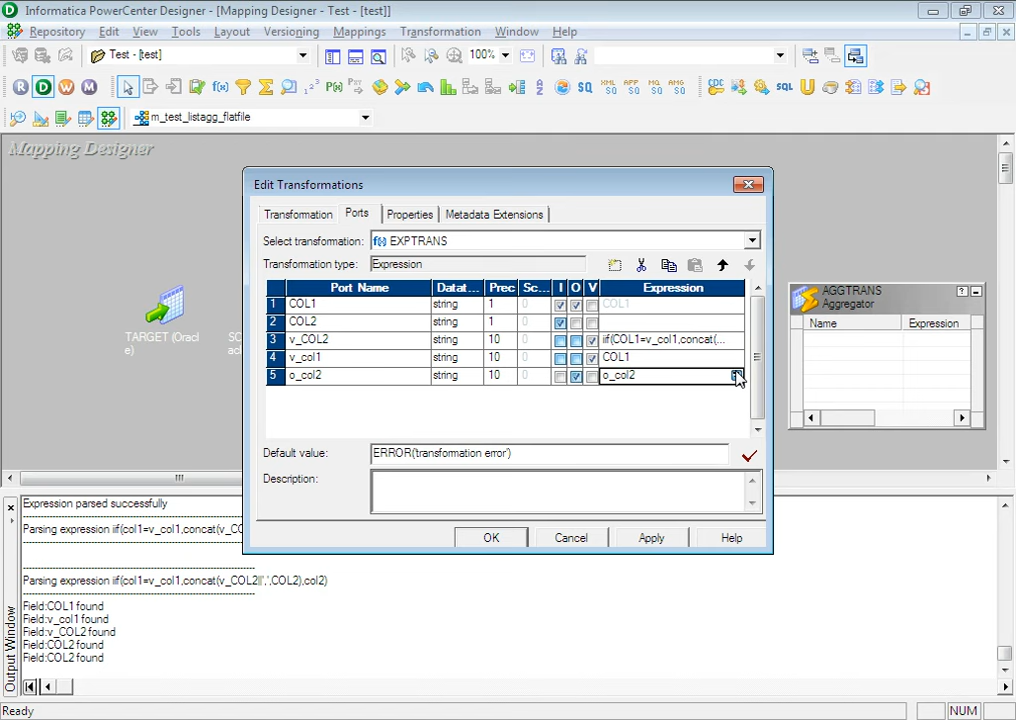 Informatica PowerCenter Designer - [Mapping Designer - Test - [test]]
Repository Edit View Tools Layout Versioning Mappings Transformation Window Help
Test - [test]
100%
m_test_listagg_flatfile
Mapping Designer
TARGET (Oracl
e)
Edit Transformations
Transformation Ports Properties Metadata Extensions
Select transformation: EXPTRANS
Transformation type: Expression
Port Name Datat... Prec Sc... I O V Expression
1 COL1 string 1 0 COL1
2 COL2 string 1 0
3 v_COL2 string 10 0 iif(COL1=v_col1,concat(...
4 v_col1 string 10 0 COL1
5 o_col2 string 10 0 o_col2
Default value: ERROR('transformation error')
Description:
OK Cancel Apply Help
AGGTRANS
Aggregator
Name Expression
Expression parsed successfully
Parsing expression iif(col1=v_col1,concat(v_CO
Parsing expression iif(col1=v_col1,concat(v_COL2||',',COL2),col2)
Field:COL1 found
Field:v_col1 found
Field:v_COL2 found
Field:COL2 found
Field:COL2 found
Output Window
Ready NUM